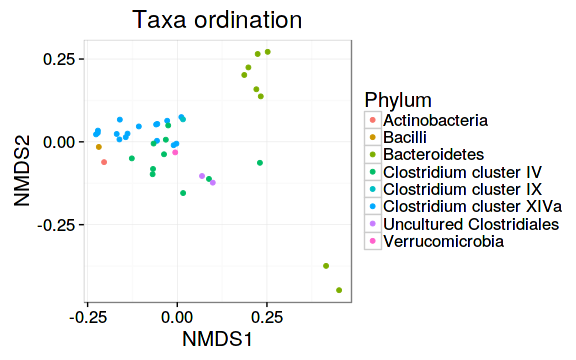 Taxa ordination
NMDS2
0.25
0.00
-0.25
-0.25 0.00 0.25
NMDS1
Phylum
Actinobacteria
Bacilli
Bacteroidetes
Clostridium cluster IV
Clostridium cluster IX
Clostridium cluster XIVa
Uncultured Clostridiales
Verrucomicrobia